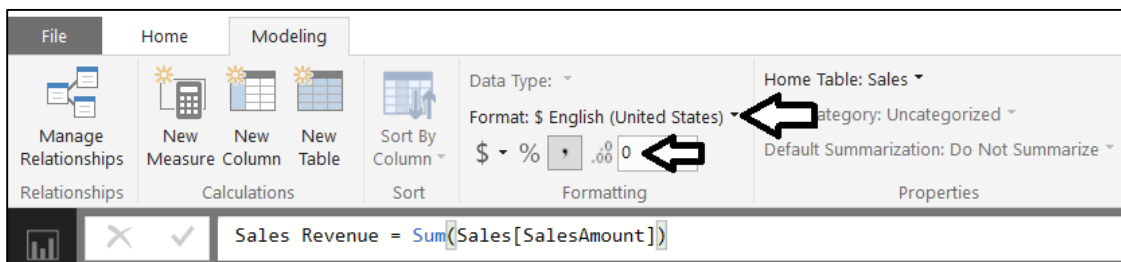 File Home Modeling
Data Type:
Home Table: Sales
Format: $ English (United States)
ategory: Uncategorized
Manage Relationships
New Measure
New Column
New Table
Sort By Column
$ % , .00 0
Default Summarization: Do Not Summarize
Relationships Calculations Sort Formatting Properties
Sales Revenue = Sum(Sales[SalesAmount])